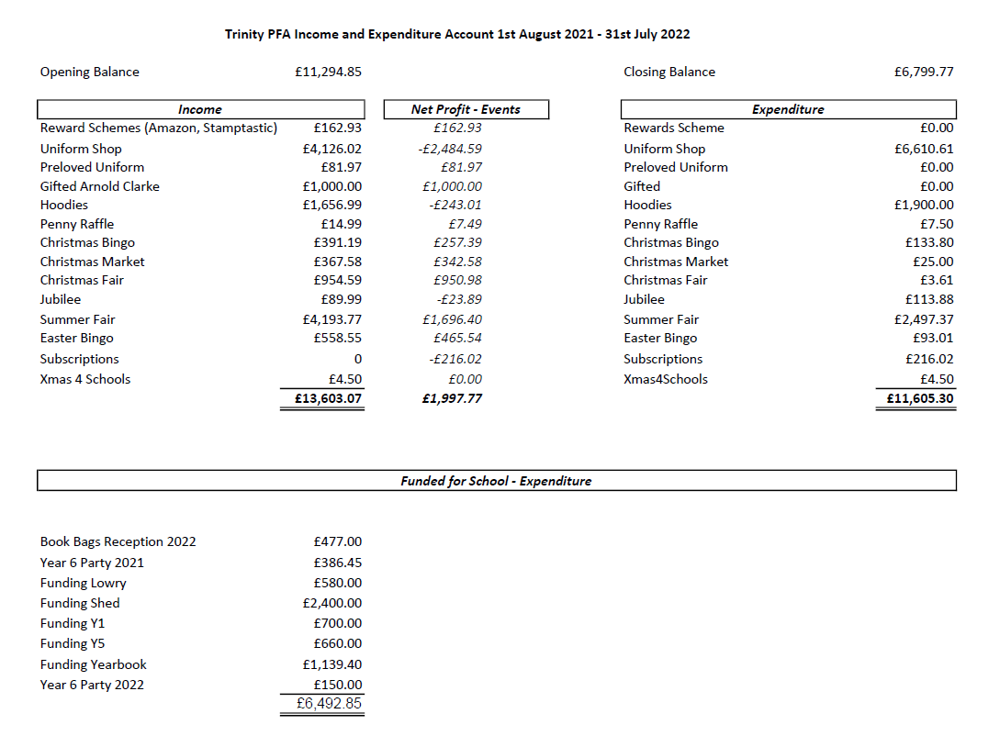 Trinity PFA Income and Expenditure Account 1st August 2021 - 31st July 2022
Opening Balance £11,294.85 Closing Balance £6,799.77
Income Net Profit - Events Expenditure
Reward Schemes (Amazon, Stamptastic) £162.93 £162.93 Rewards Scheme £0.00
Uniform Shop £4,126.02 -£2,484.59 Uniform Shop £6,610.61
Preloved Uniform £81.97 £81.97 Preloved Uniform £0.00
Gifted Arnold Clarke £1,000.00 £1,000.00 Gifted £0.00
Hoodies £1,656.99 -£243.01 Hoodies £1,900.00
Penny Raffle £14.99 £7.49 Penny Raffle £7.50
Christmas Bingo £391.19 £257.39 Christmas Bingo £133.80
Christmas Market £367.58 £342.58 Christmas Market £25.00
Christmas Fair £954.59 £950.98 Christmas Fair £3.61
Jubilee £89.99 -£23.89 Jubilee £113.88
Summer Fair £4,193.77 £1,696.40 Summer Fair £2,497.37
Easter Bingo £558.55 £465.54 Easter Bingo £93.01
Subscriptions 0 -£216.02 Subscriptions £216.02
Xmas 4 Schools £4.50 £0.00 Xmas4Schools £4.50
£13,603.07 £1,997.77 £11,605.30
Funded for School - Expenditure
Book Bags Reception 2022 £477.00
Year 6 Party 2021 £386.45
Funding Lowry £580.00
Funding Shed £2,400.00
Funding Y1 £700.00
Funding Y5 £660.00
Funding Yearbook £1,139.40
Year 6 Party 2022 £150.00
£6,492.85